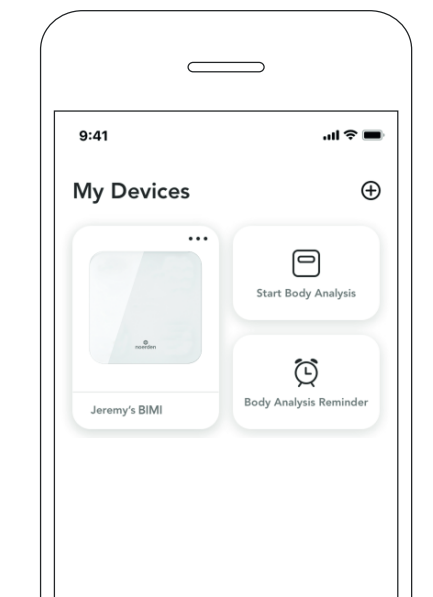 9:41
My Devices
noerden
Start Body Analysis
Jeremy's BIMI
Body Analysis Reminder